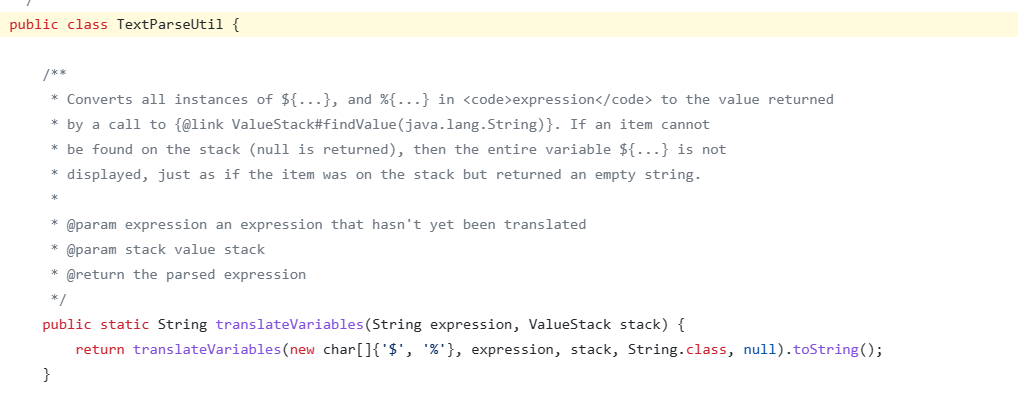 public class TextParseUtil {
/**
* Converts all instances of ${...}, and %{...} in <code>expression</code> to the value returned
* by a call to {@link ValueStack#findValue(java.lang.String)}. If an item cannot
* be found on the stack (null is returned), then the entire variable ${...} is not
* displayed, just as if the item was on the stack but returned an empty string.
*
* @param expression an expression that hasn't yet been translated
* @param stack value stack
* @return the parsed expression
*/
public static String translateVariables(String expression, ValueStack stack) {
return translateVariables(new char[]{'$', '%'}, expression, stack, String.class, null).toString();
}